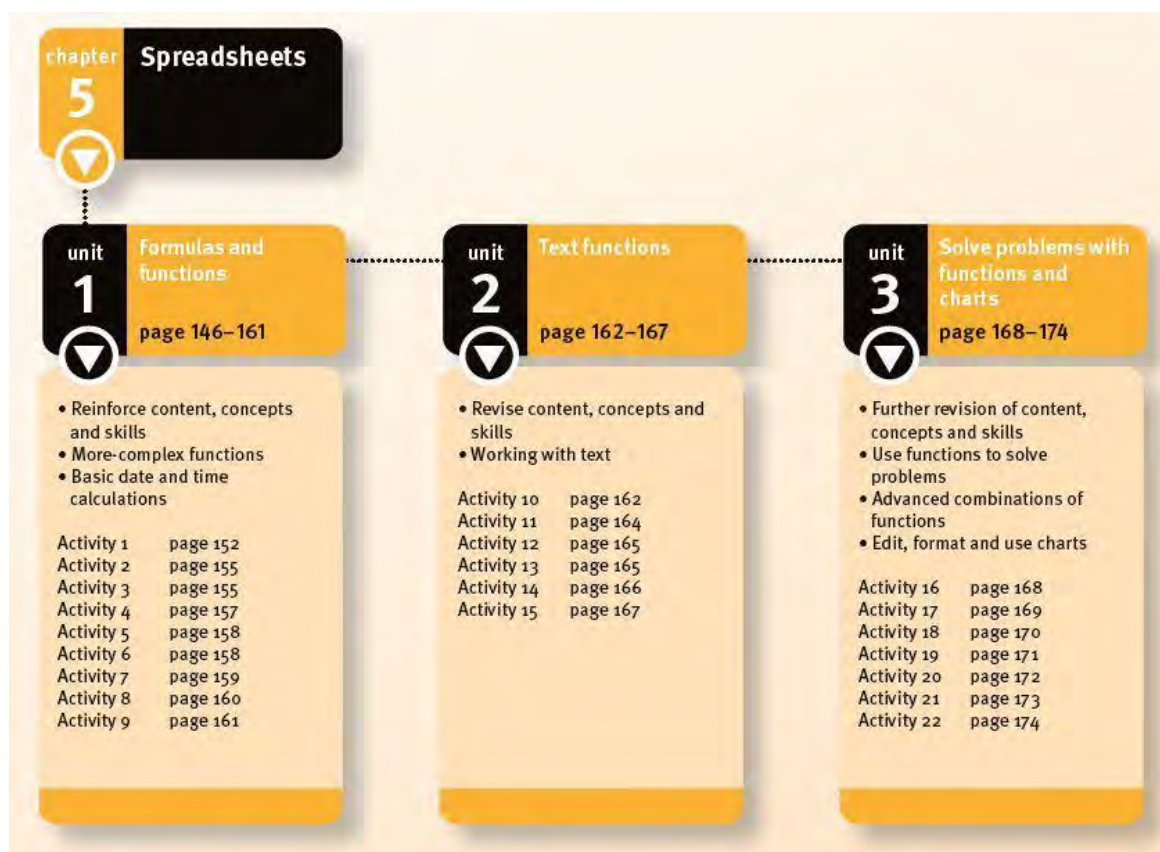 chapter
5
Spreadsheets
unit
1
Formulas and
functions
page 146–161
• Reinforce content, concepts
and skills
• More-complex functions
• Basic date and time
calculations
Activity 1 page 152
Activity 2 page 155
Activity 3 page 155
Activity 4 page 157
Activity 5 page 158
Activity 6 page 158
Activity 7 page 159
Activity 8 page 160
Activity 9 page 161
unit
2
Text functions
page 162–167
• Revise content, concepts and
skills
• Working with text
Activity 10 page 162
Activity 11 page 164
Activity 12 page 165
Activity 13 page 165
Activity 14 page 166
Activity 15 page 167
unit
3
Solve problems with
functions and
charts
page 168–174
• Further revision of content,
concepts and skills
• Use functions to solve
problems
• Advanced combinations of
functions
• Edit, format and use charts
Activity 16 page 168
Activity 17 page 169
Activity 18 page 170
Activity 19 page 171
Activity 20 page 172
Activity 21 page 173
Activity 22 page 174